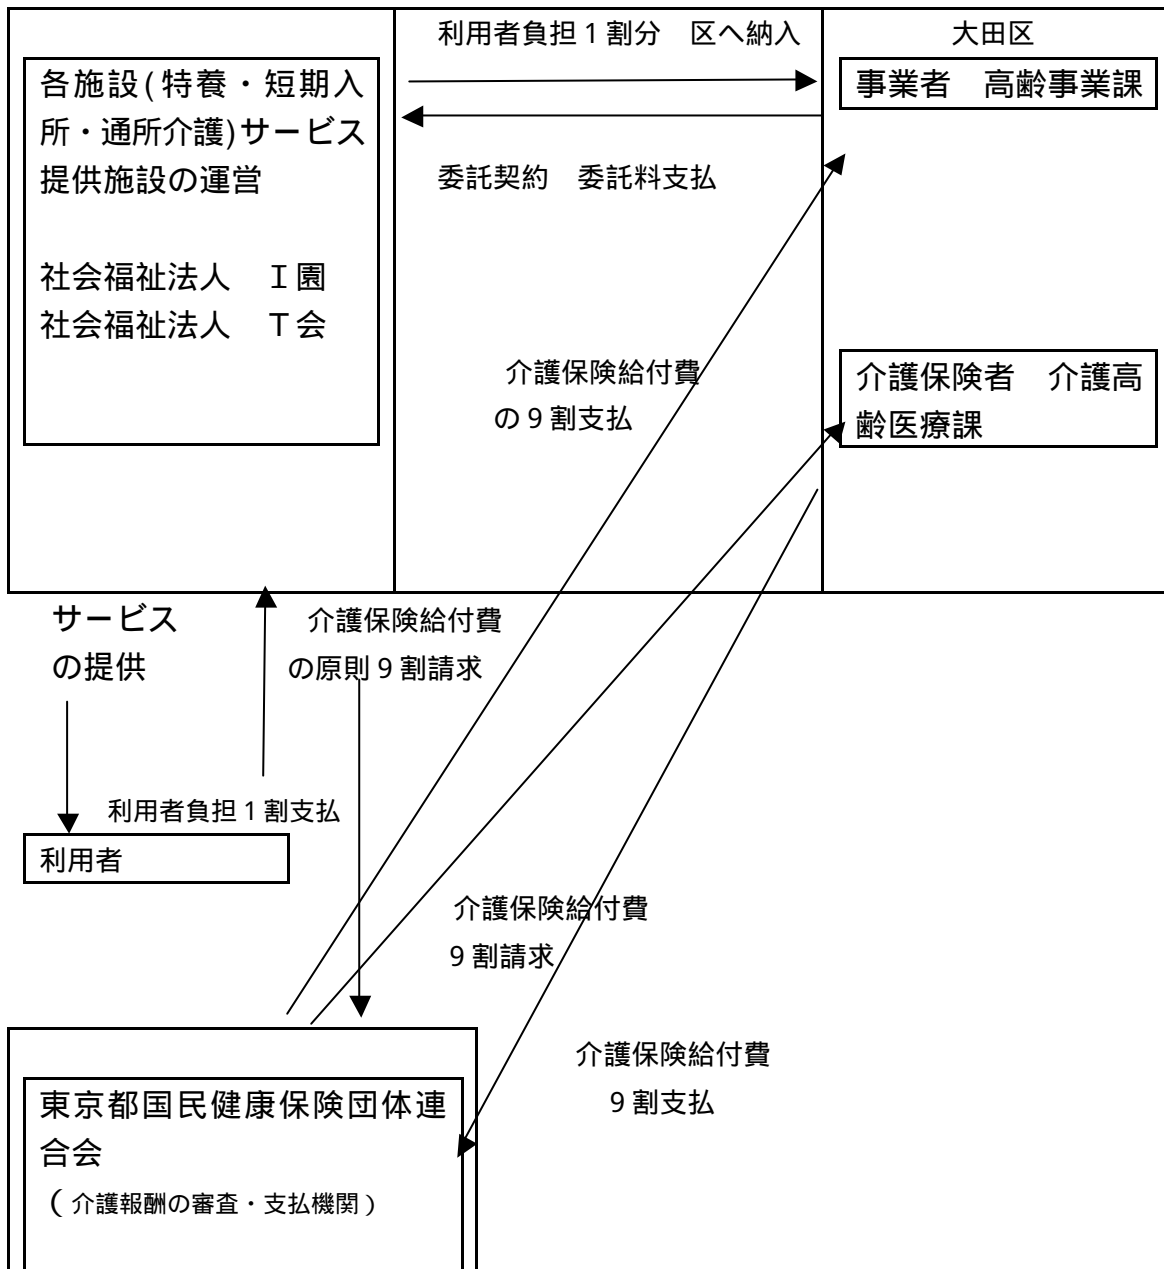 利用者負担1割分　区へ納入
大田区
各施設(特養・短期入
所・通所介護)サービス
提供施設の運営
社会福祉法人　I園
社会福祉法人　T会
事業者　高齢事業課
委託契約　委託料支払
介護保険給付費
の9割支払
介護保険者　介護高
齢医療課
サービス
の提供
介護保険給付費
の原則9割請求
利用者負担1割支払
利用者
介護保険給付費
9割請求
介護保険給付費
9割支払
東京都国民健康保険団体連
合会
(介護報酬の審査・支払機関)